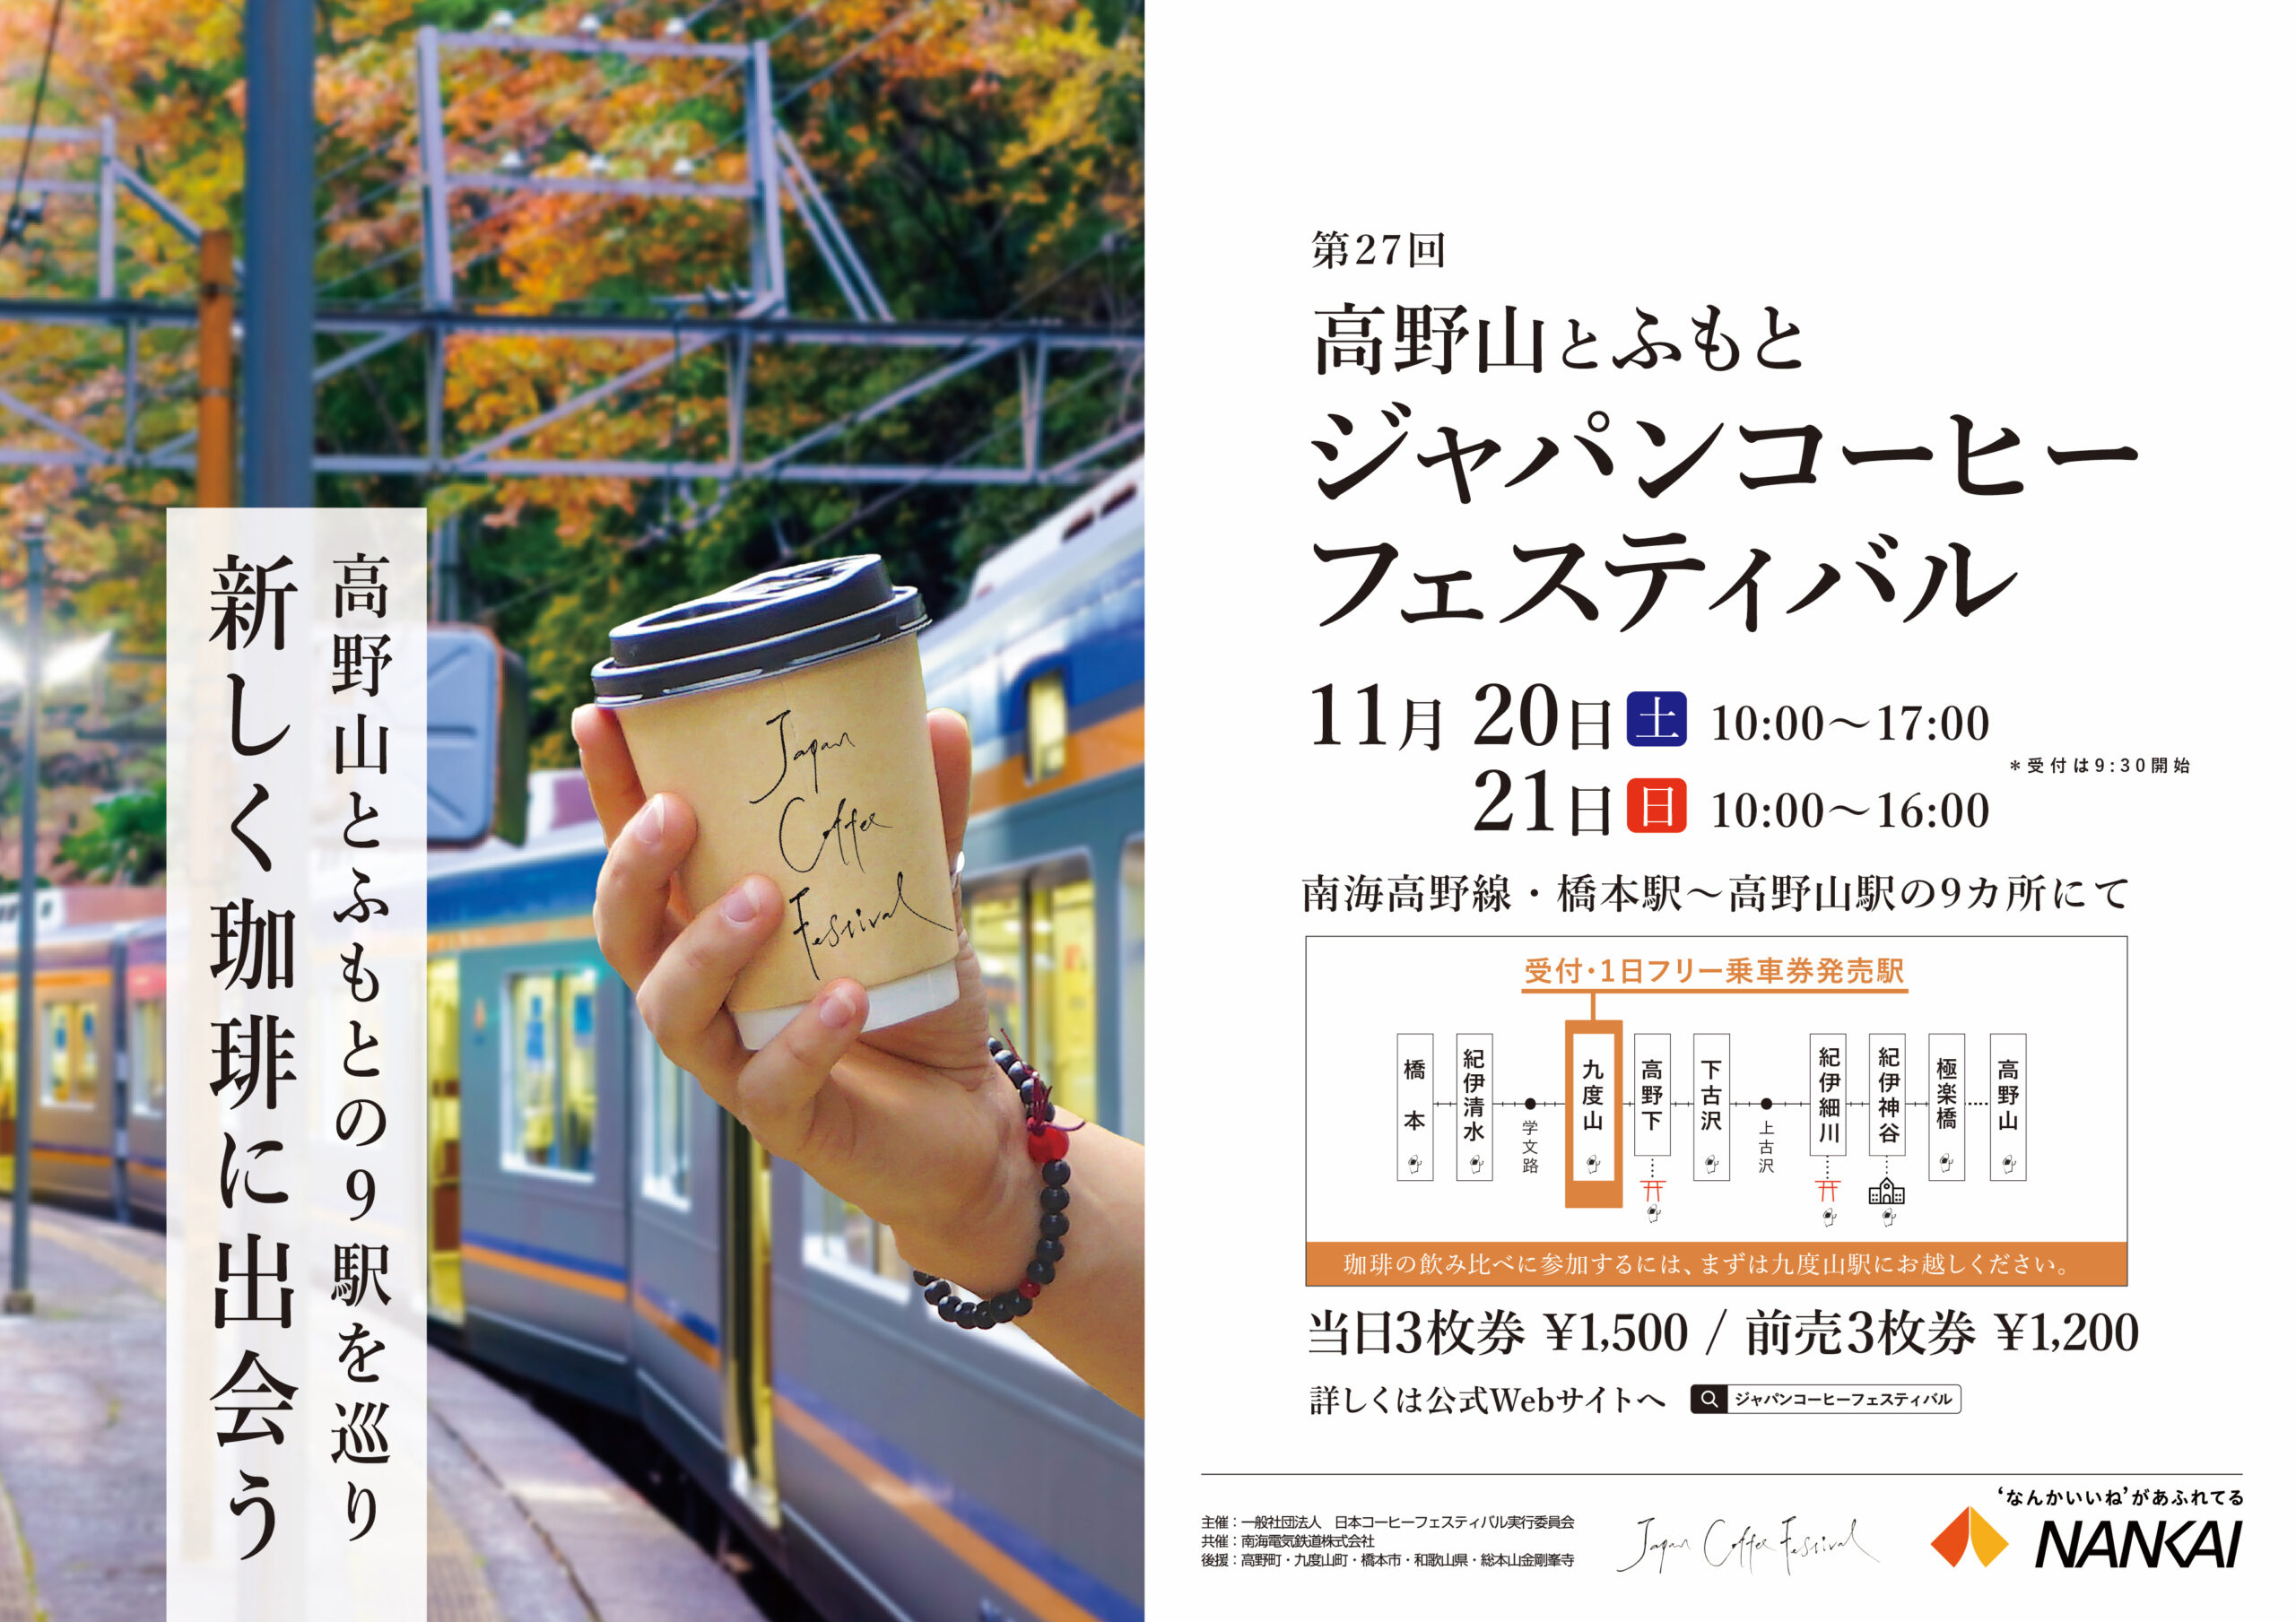 高野山とふもとの9駅を巡り
新しく珈琲に出会う
Japan
Coffee
Festival
第27回
高野山とふもと
ジャパンコーヒー
フェスティバル
11月 20日 土 10:00～17:00
21日 日 10:00～16:00
＊受付は9:30開始
南海高野線・橋本駅～高野山駅の9カ所にて
受付・1日フリー乗車券発売駅
橋本
紀伊清水
学文路
九度山
高野下
下古沢
上古沢
紀伊細川
紀伊神谷
極楽橋
高野山
珈琲の飲み比べに参加するには、まずは九度山駅にお越しください。
当日3枚券 ¥1,500 / 前売3枚券 ¥1,200
詳しくは公式Webサイトへ ジャパンコーヒーフェスティバル
主催：一般社団法人　日本コーヒーフェスティバル実行委員会
共催：南海電気鉄道株式会社
後援：高野町・九度山町・橋本市・和歌山県・総本山金剛峯寺
Japan Coffee Festival
‘なんかいいね’があふれてる
NANKAI